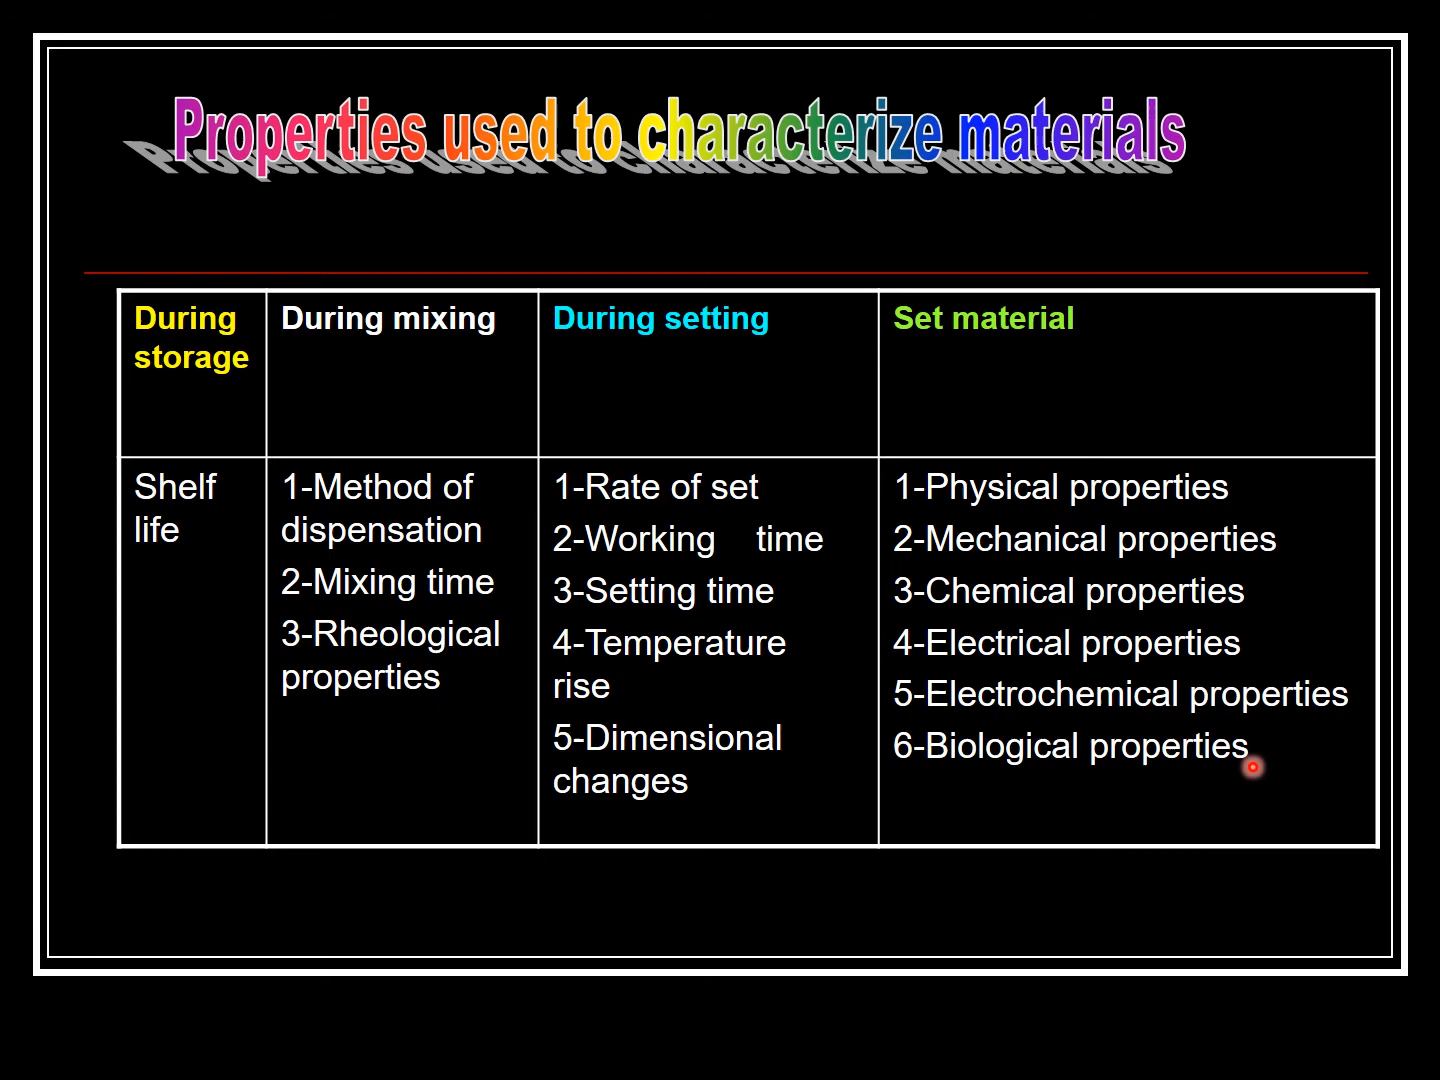 Properties used to characterize materials
During
storage
During mixing
During setting
Set material
Shelf
life
1-Method of
dispensation
2-Mixing time
3-Rheological
properties
1-Rate of set
2-Working time
3-Setting time
4-Temperature
rise
5-Dimensional
changes
1-Physical properties
2-Mechanical properties
3-Chemical properties
4-Electrical properties
5-Electrochemical properties
6-Biological properties